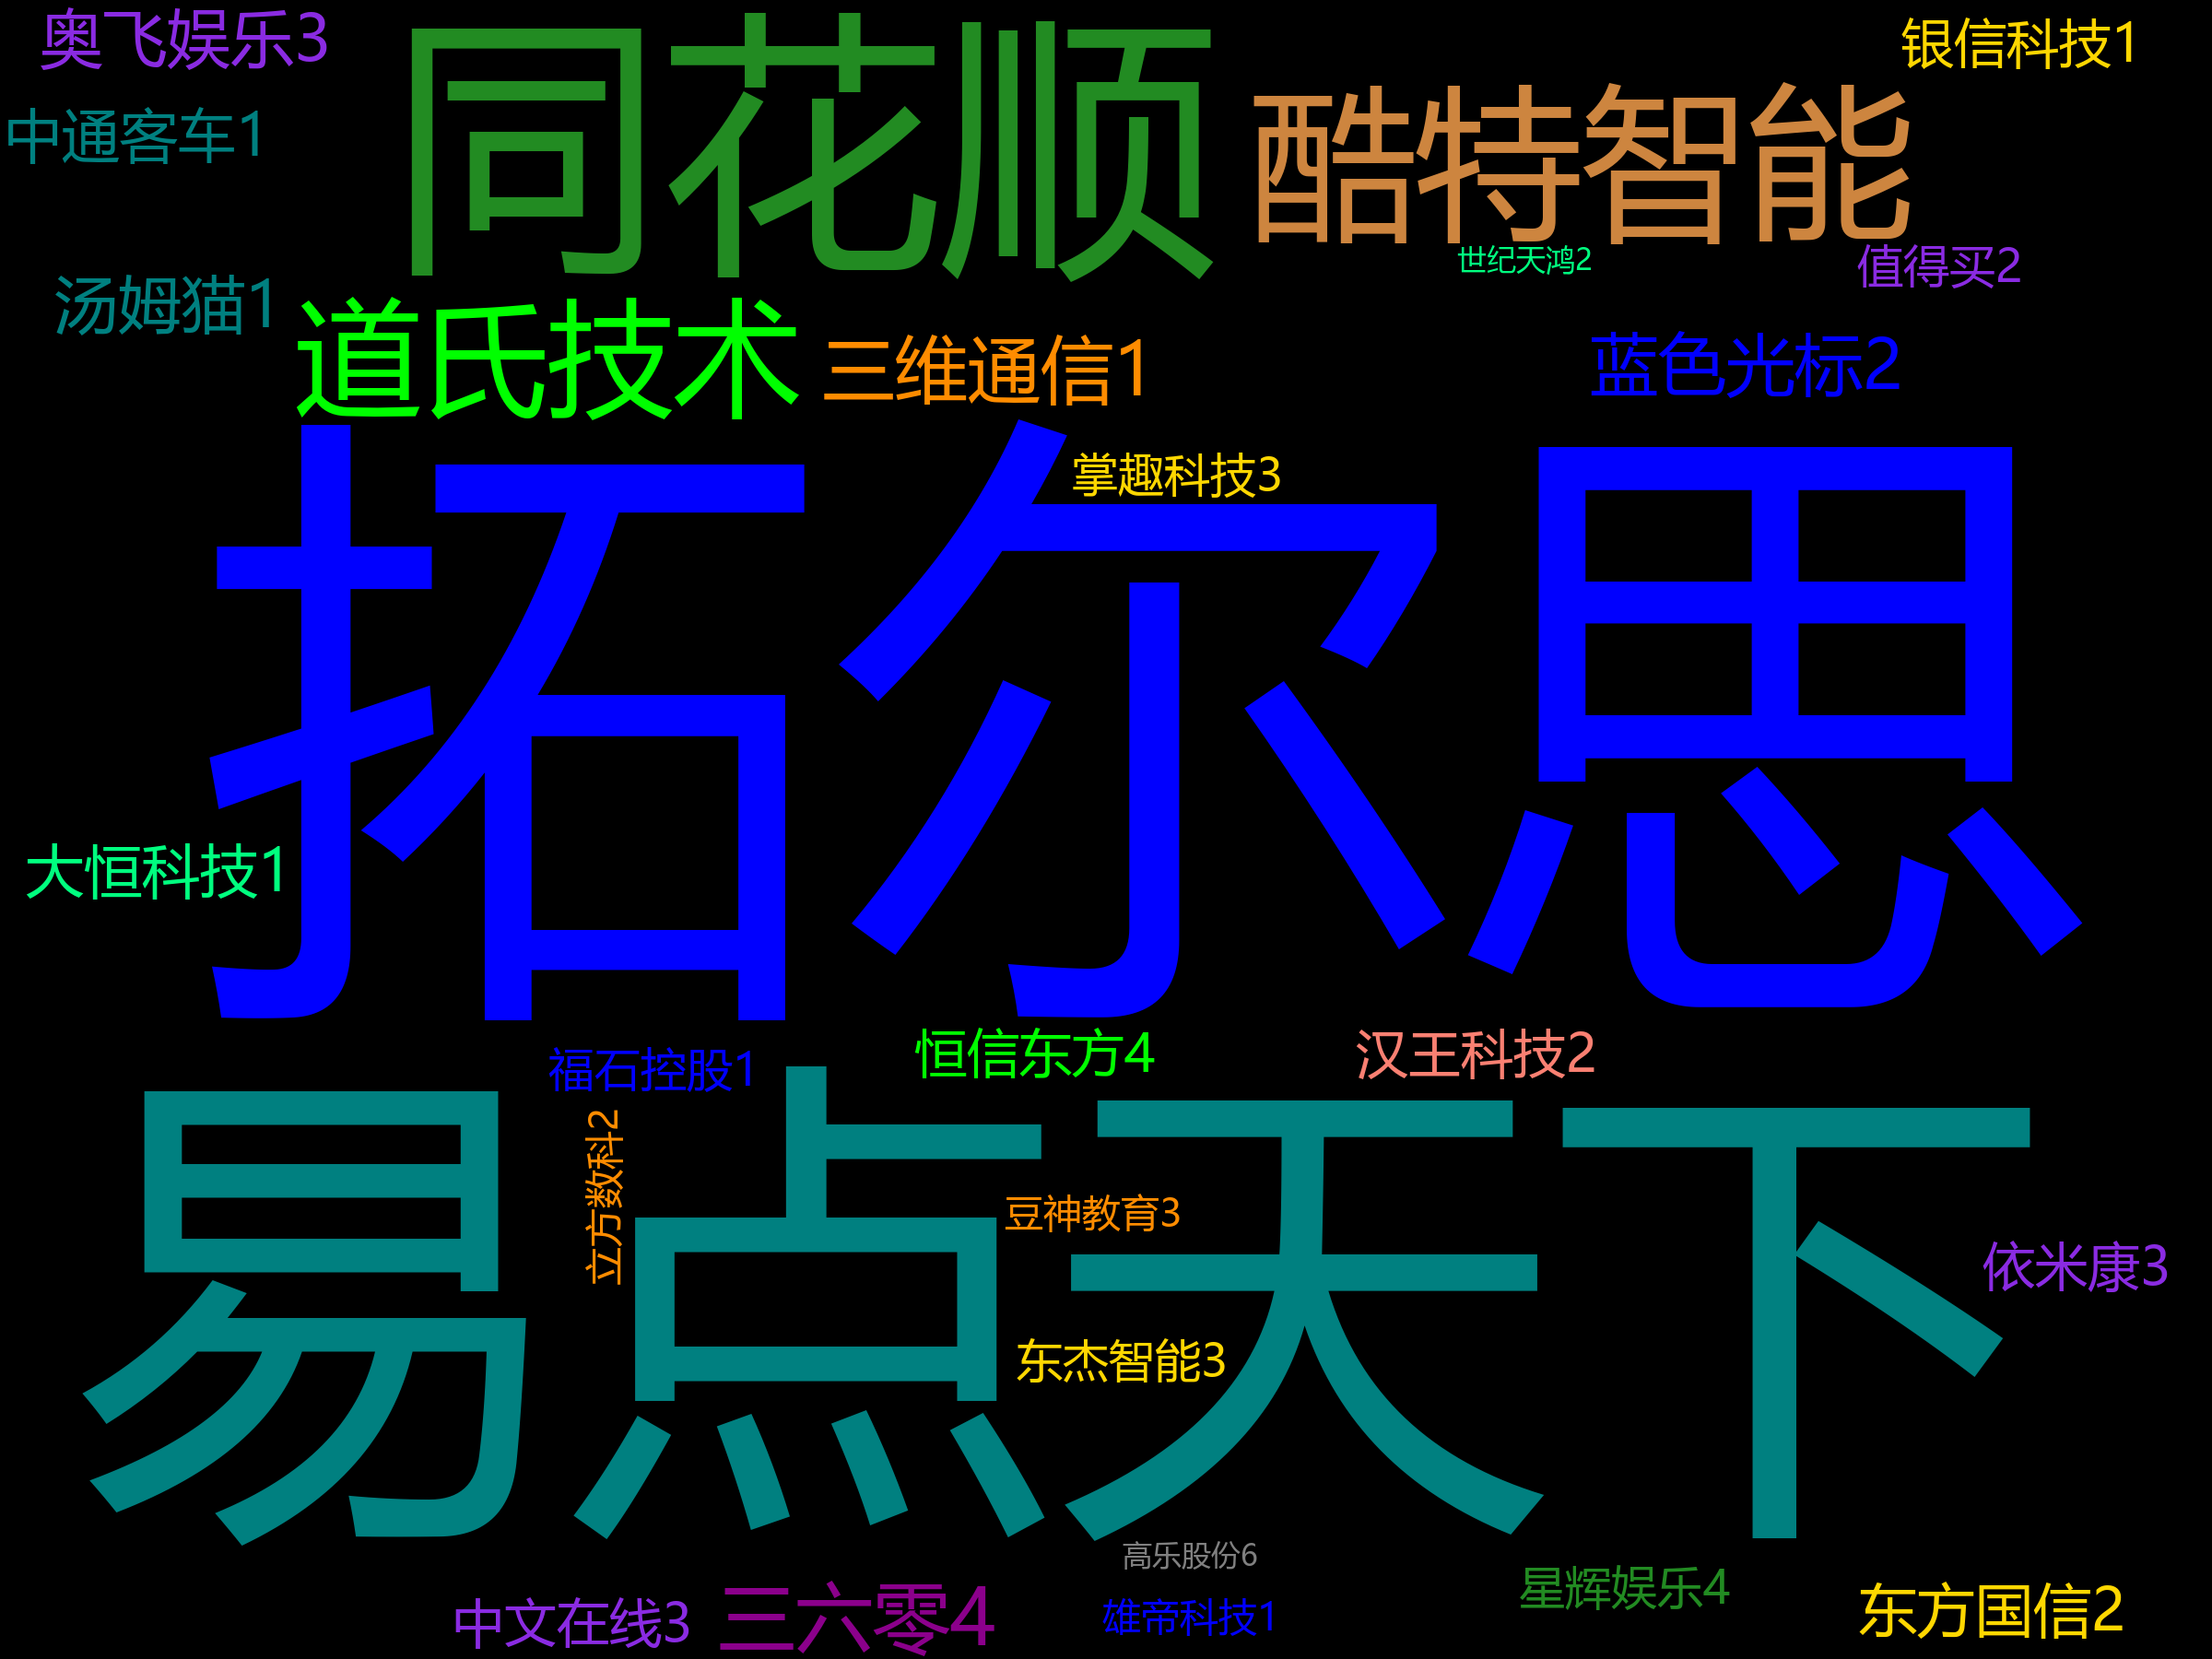 奥飞娱乐3
银信科技1
同花顺
酷特智能
中通客车1
世纪天鸿2
值得买2
汤姆猫1
道氏技术
三维通信1
蓝色光标2
掌趣科技3
拓尔思
大恒科技1
福石控股1
恒信东方4
汉王科技2
易点天下
立方数科2
豆神教育3
依米康3
东杰智能3
高乐股份6
中文在线3
三六零4
雄帝科技1
星辉娱乐4
东方国信2